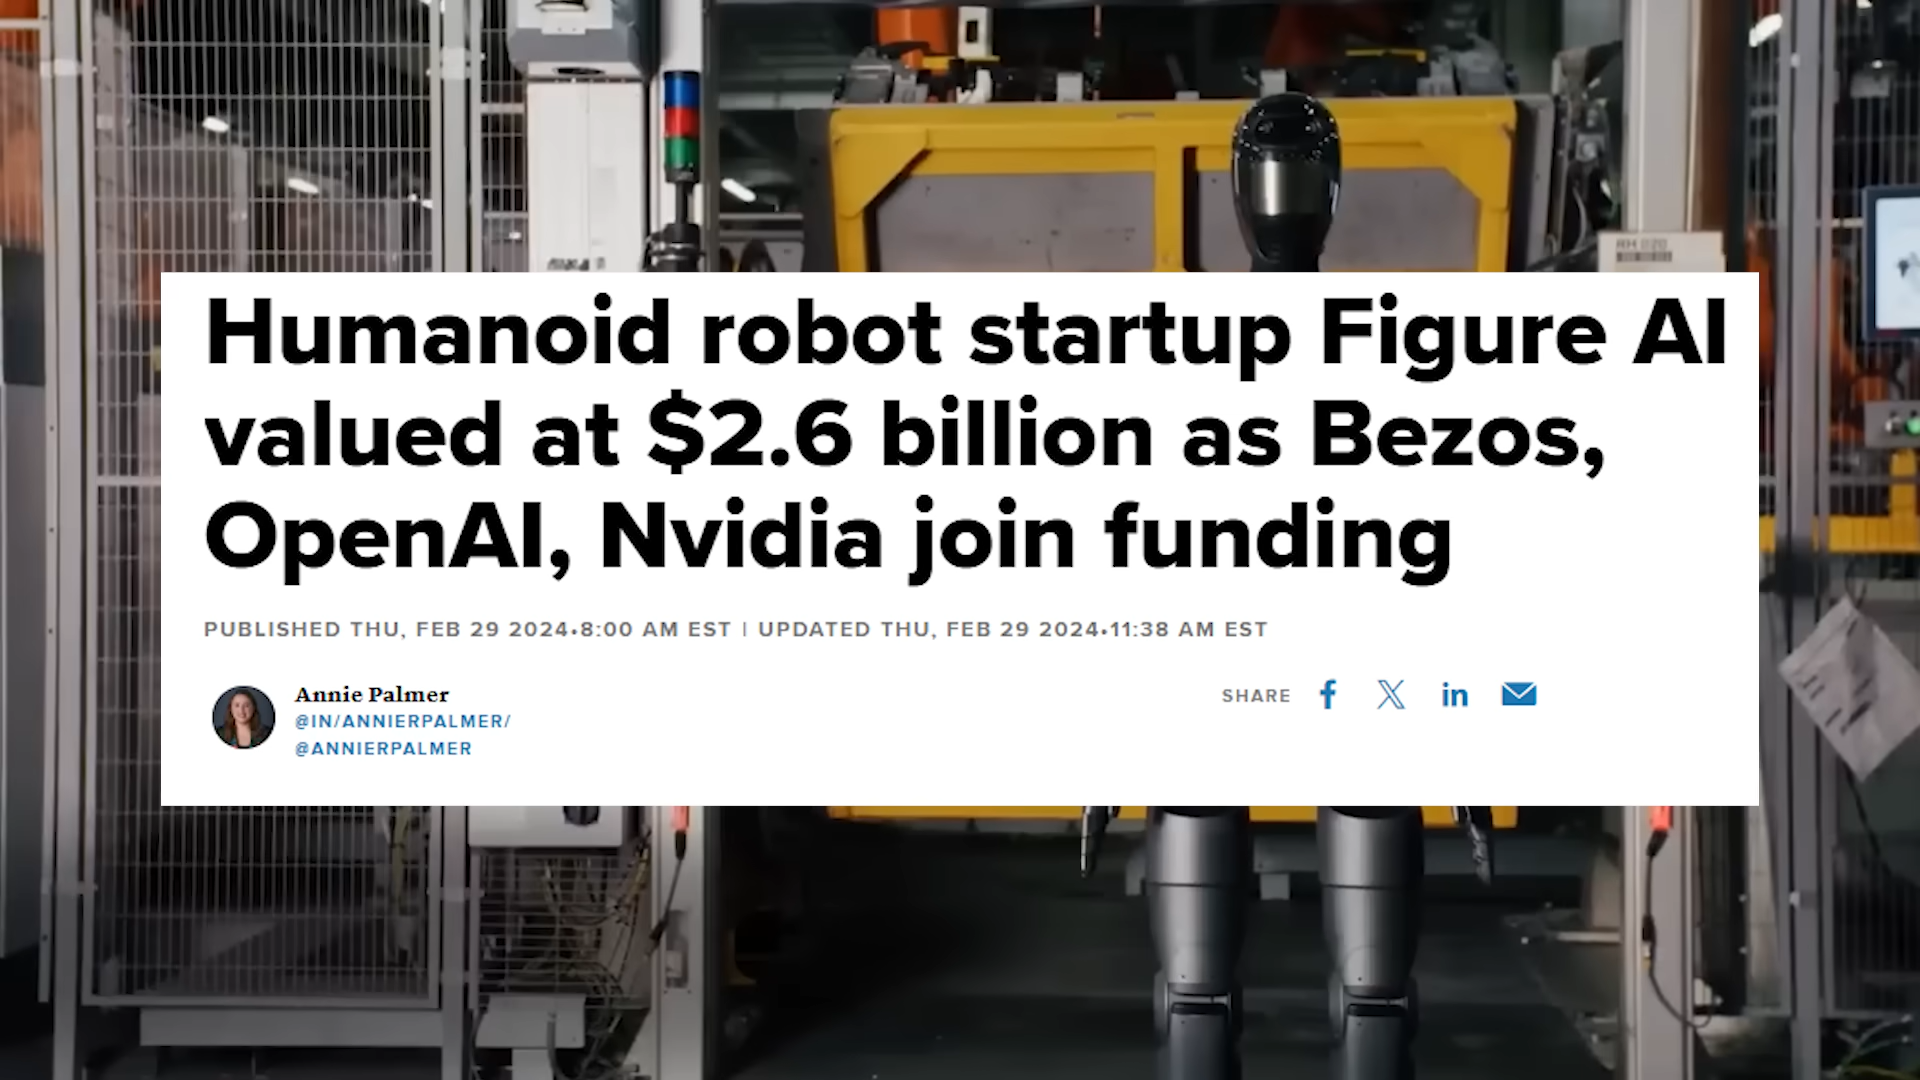 Humanoid robot startup Figure AI
valued at $2.6 billion as Bezos,
OpenAI, Nvidia join funding
PUBLISHED THU, FEB 29 2024•8:00 AM EST | UPDATED THU, FEB 29 2024•11:38 AM EST
Annie Palmer
@IN/ANNIERPALMER/
@ANNIERPALMER
SHARE